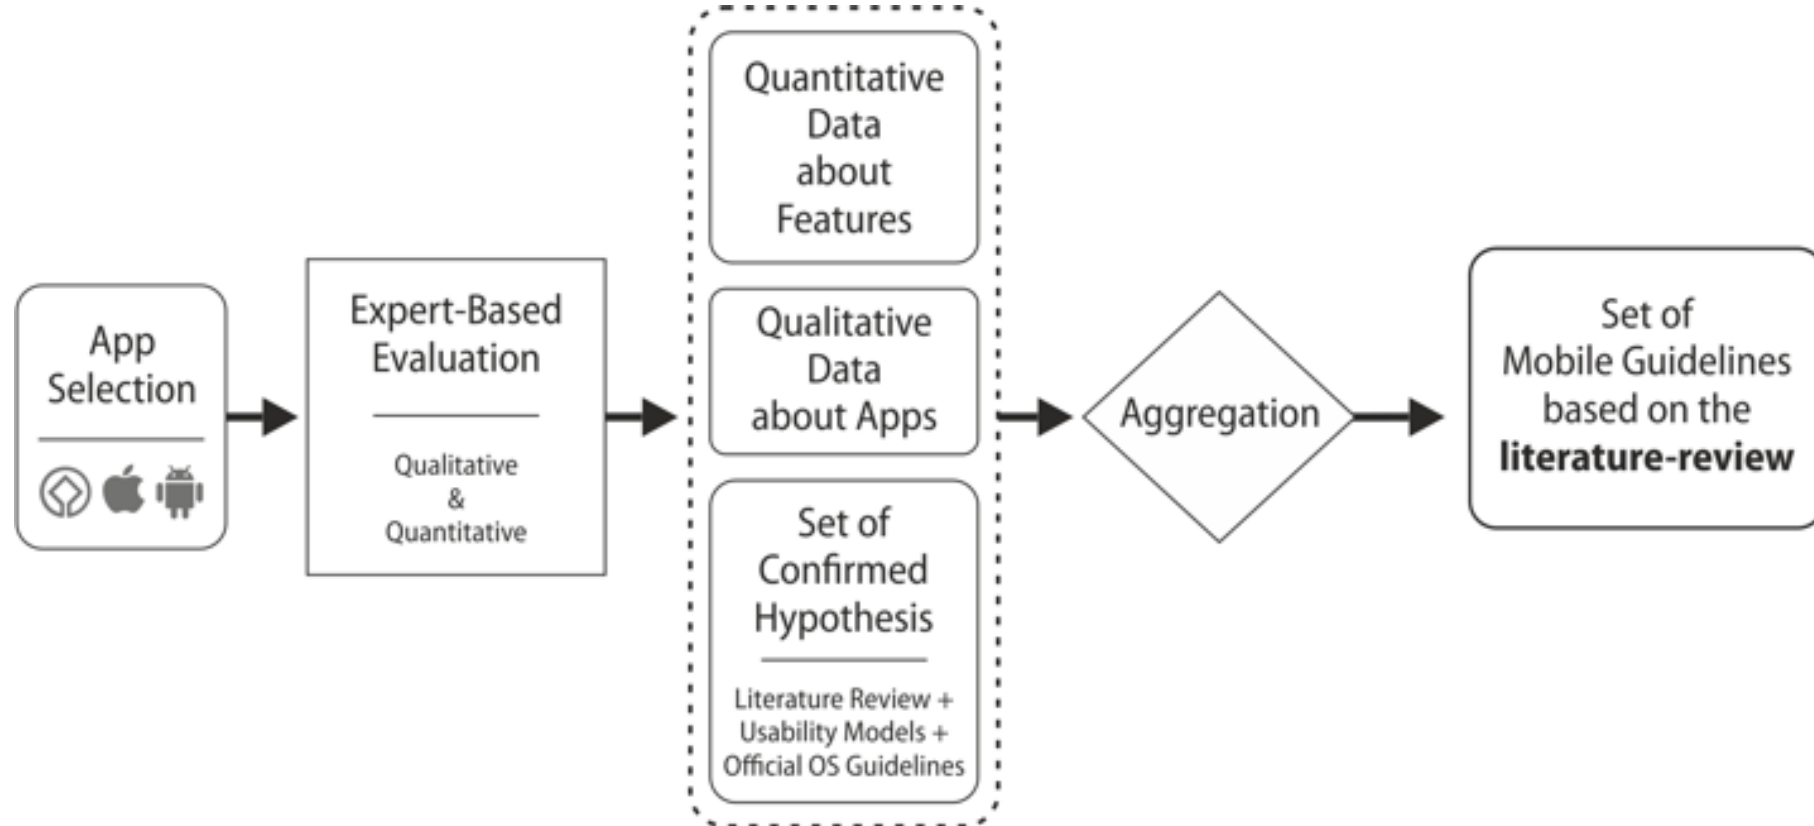 App
Selection
Expert-Based
Evaluation
Qualitative
&
Quantitative
Quantitative
Data
about
Features
Qualitative
Data
about Apps
Set of
Confirmed
Hypothesis
Literature Review +
Usability Models +
Official OS Guidelines
Aggregation
Set of
Mobile Guidelines
based on the
literature-review